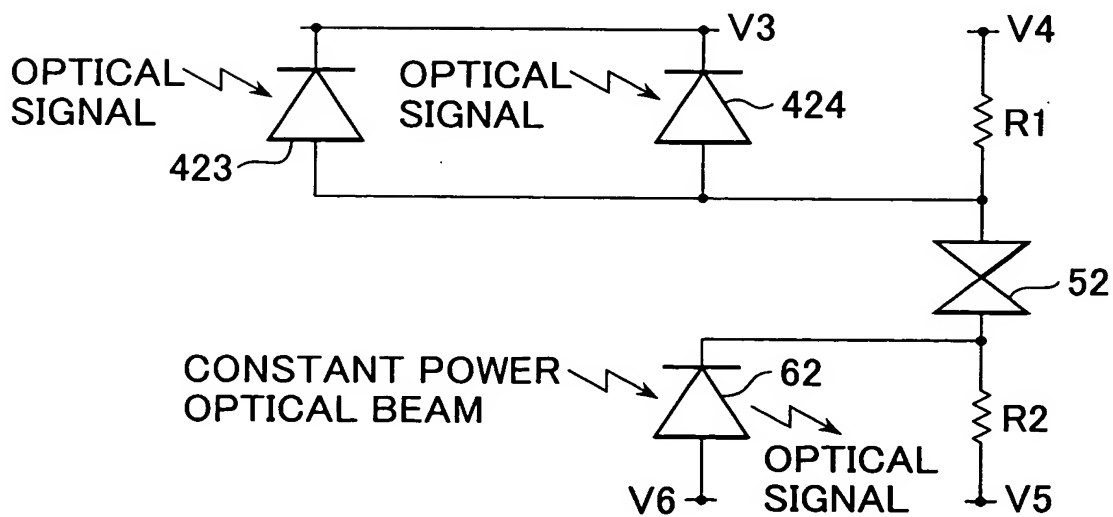 V3
V4
OPTICAL
SIGNAL
OPTICAL
SIGNAL
424
R1
423
52
CONSTANT POWER
OPTICAL BEAM
62
R2
OPTICAL
SIGNAL
V6
V5